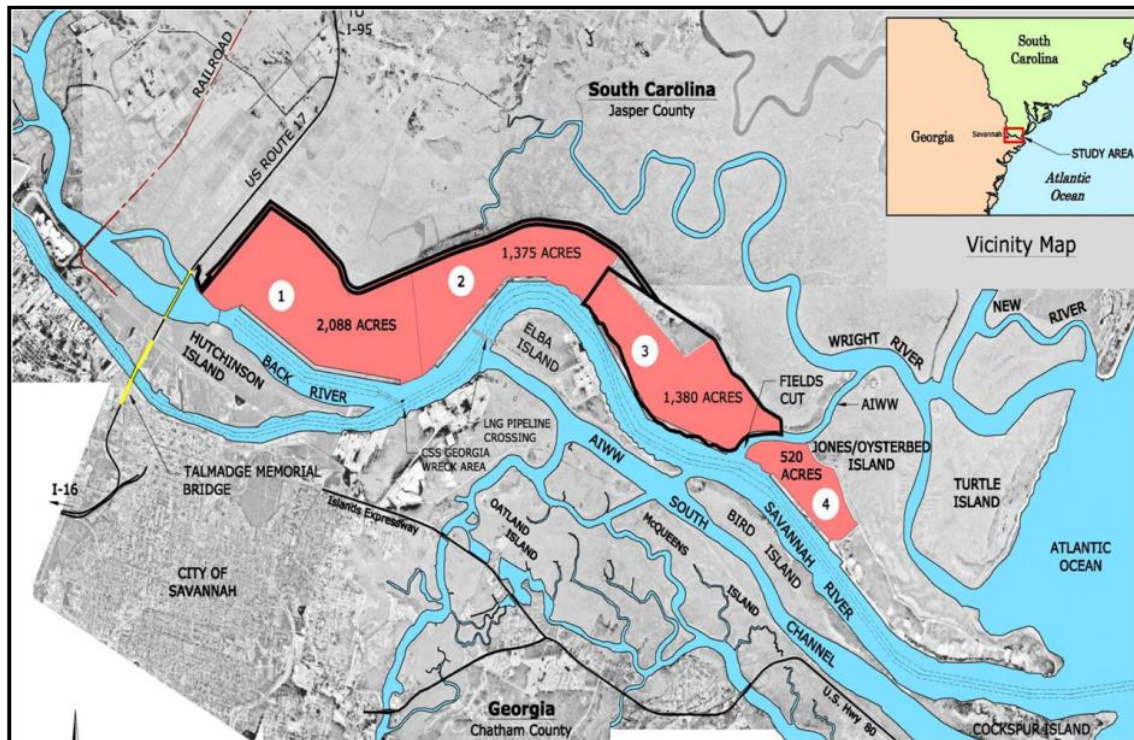 TO
I-95
RAILROAD
US ROUTE 17
South Carolina
Jasper County
South
Carolina
Georgia
Savannah
STUDY AREA
Atlantic
Ocean
Vicinity Map
1
2,088 ACRES
2
1,375 ACRES
3
1,380 ACRES
4
520
ACRES
HUTCHINSON
ISLAND
BACK
RIVER
ELBA
ISLAND
WRIGHT RIVER
NEW
RIVER
FIELDS
CUT
AIWW
JONES/OYSTERBED
ISLAND
TURTLE
ISLAND
ATLANTIC
OCEAN
LNG PIPELINE
CROSSING
CSS GEORGIA
WRECK AREA
TALMADGE MEMORIAL
BRIDGE
I-16
Islands Expressway
CITY OF
SAVANNAH
OATLAND
ISLAND
AIWW
SOUTH
CHANNEL
McQUEENS
ISLAND
BIRD
ISLAND
SAVANNAH
RIVER
Georgia
Chatham County
U.S. Hwy 80
COCKSPUR ISLAND